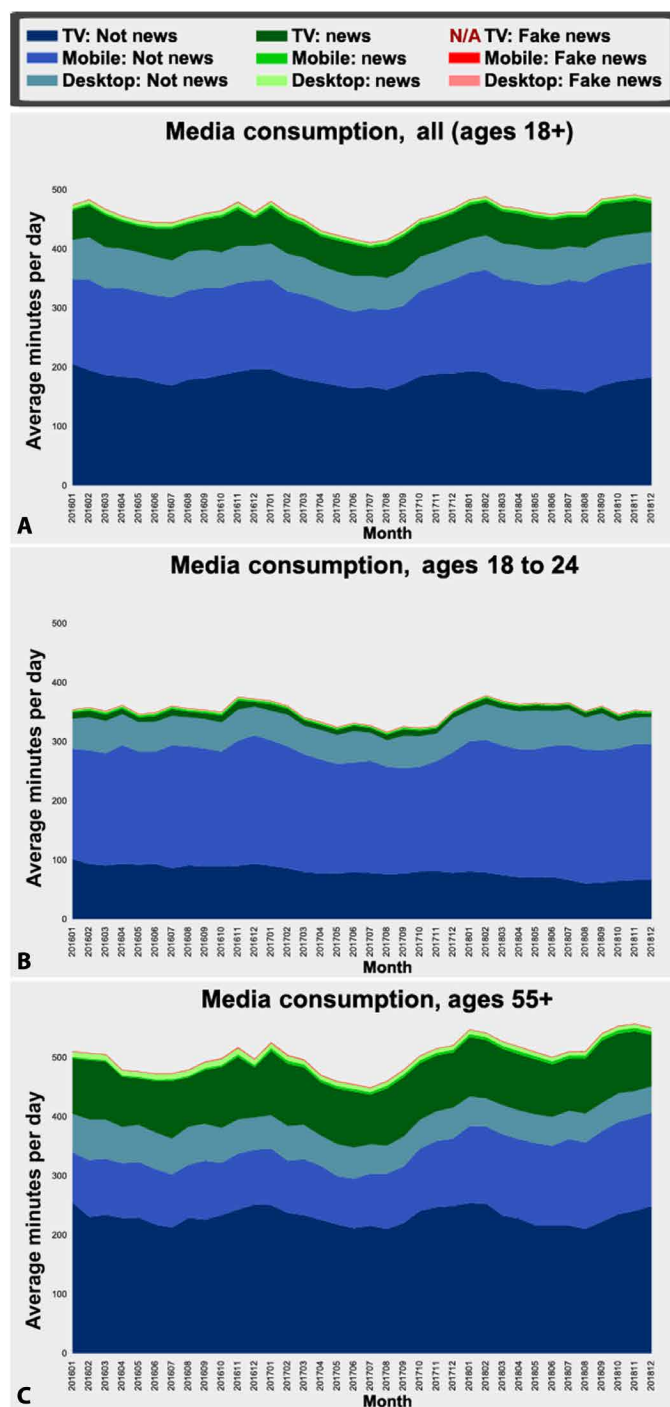 TV: Not news TV: news N/A TV: Fake news
Mobile: Not news Mobile: news Mobile: Fake news
Desktop: Not news Desktop: news Desktop: Fake news
Media consumption, all (ages 18+)
Average minutes per day
500
400
300
200
100
0
201601 201602 201603 201604 201605 201606 201607 201608 201609 201610 201611 201612 201701 201702 201703 201704 201705 201706 201707 201708 201709 201710 201711 201712 201801 201802 201803 201804 201805 201806 201807 201808 201809 201810 201811 201812
Month
A
Media consumption, ages 18 to 24
Average minutes per day
500
400
300
200
100
0
201601 201602 201603 201604 201605 201606 201607 201608 201609 201610 201611 201612 201701 201702 201703 201704 201705 201706 201707 201708 201709 201710 201711 201712 201801 201802 201803 201804 201805 201806 201807 201808 201809 201810 201811 201812
Month
B
Media consumption, ages 55+
Average minutes per day
500
400
300
200
100
0
201601 201602 201603 201604 201605 201606 201607 201608 201609 201610 201611 201612 201701 201702 201703 201704 201705 201706 201707 201708 201709 201710 201711 201712 201801 201802 201803 201804 201805 201806 201807 201808 201809 201810 201811 201812
Month
C